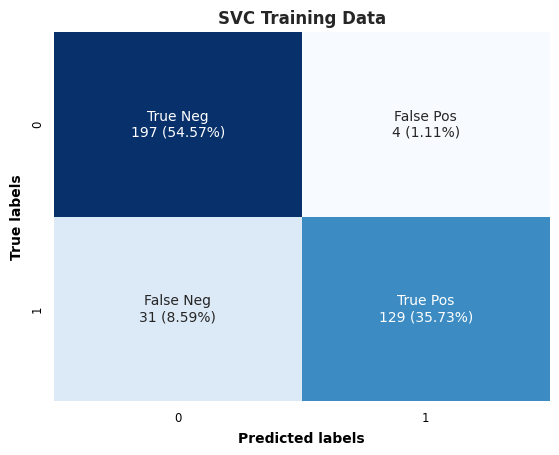 SVC Training Data
True labels
0
True Neg
197 (54.57%)
False Pos
4 (1.11%)
1
False Neg
31 (8.59%)
True Pos
129 (35.73%)
0
1
Predicted labels